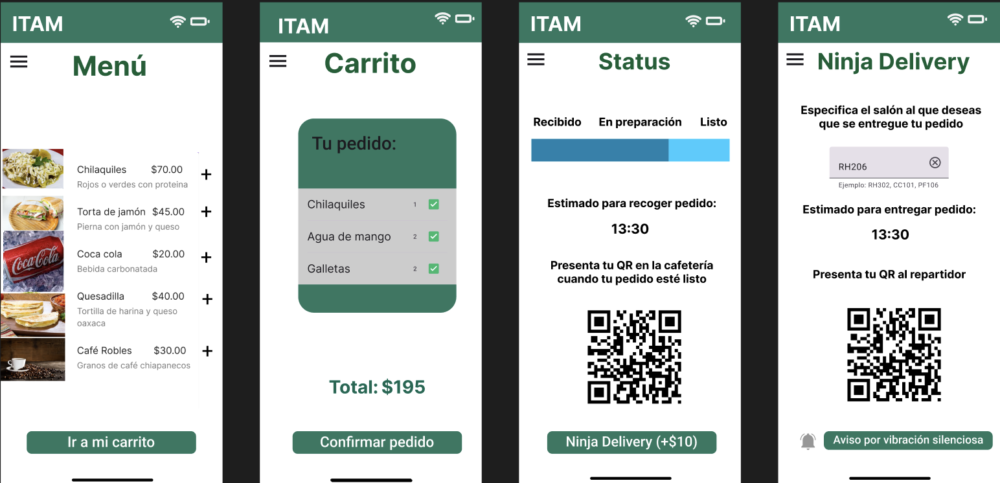 ITAM
Menú
Chilaquiles $70.00
Rojos o verdes con proteina
Torta de jamón $45.00
Pierna con jamón y queso
Coca cola $20.00
Bebida carbonatada
Quesadilla $40.00
Tortilla de harina y queso
oaxaca
Café Robles $30.00
Granos de café chiapanecos
Coca-Cola
Ir a mi carrito
ITAM
Carrito
Tu pedido:
Chilaquiles 1
Agua de mango 2
Galletas 2
Total: $195
Confirmar pedido
ITAM
Status
Recibido En preparación Listo
Estimado para recoger pedido:
13:30
Presenta tu QR en la cafetería
cuando tu pedido esté listo
Ninja Delivery (+$10)
ITAM
Ninja Delivery
Especifica el salón al que deseas
que se entregue tu pedido
RH206
Ejemplo: RH302, CC101, PF106
Estimado para entregar pedido:
13:30
Presenta tu QR al repartidor
Aviso por vibración silenciosa